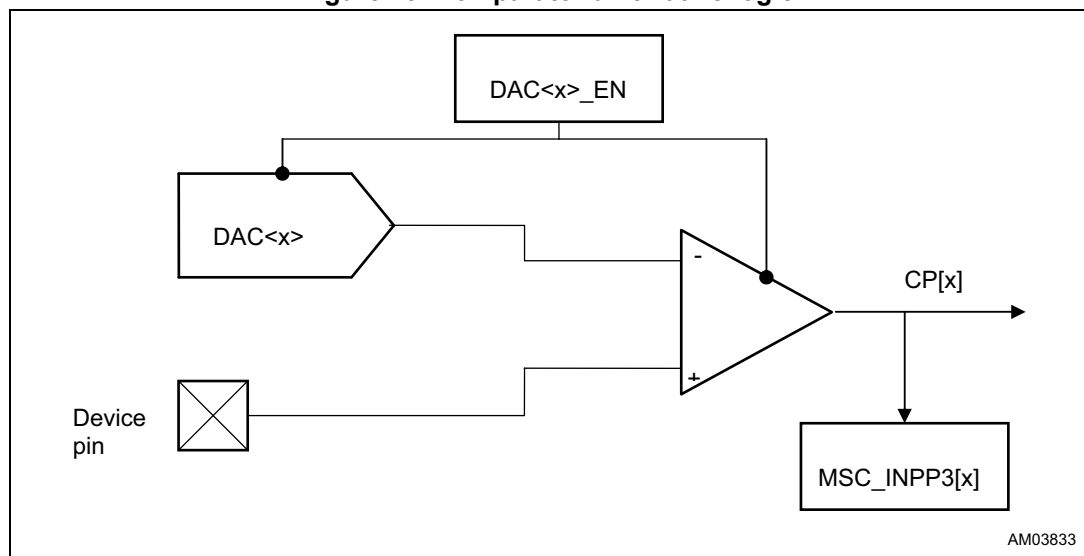 DAC<x>_EN
DAC<x>
-
CP[x]
+
Device
pin
MSC_INPP3[x]
AM03833